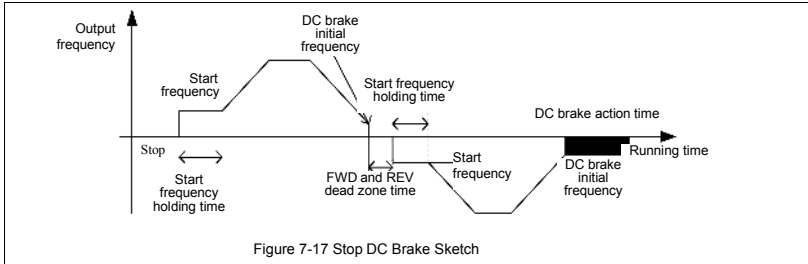 Output
frequency
DC brake
initial
frequency
Start
frequency
Start frequency
holding time
DC brake action time
Stop
Running time
Start
frequency
holding time
FWD and REV
dead zone time
Start
frequency
DC brake
initial
frequency
Figure 7-17 Stop DC Brake Sketch